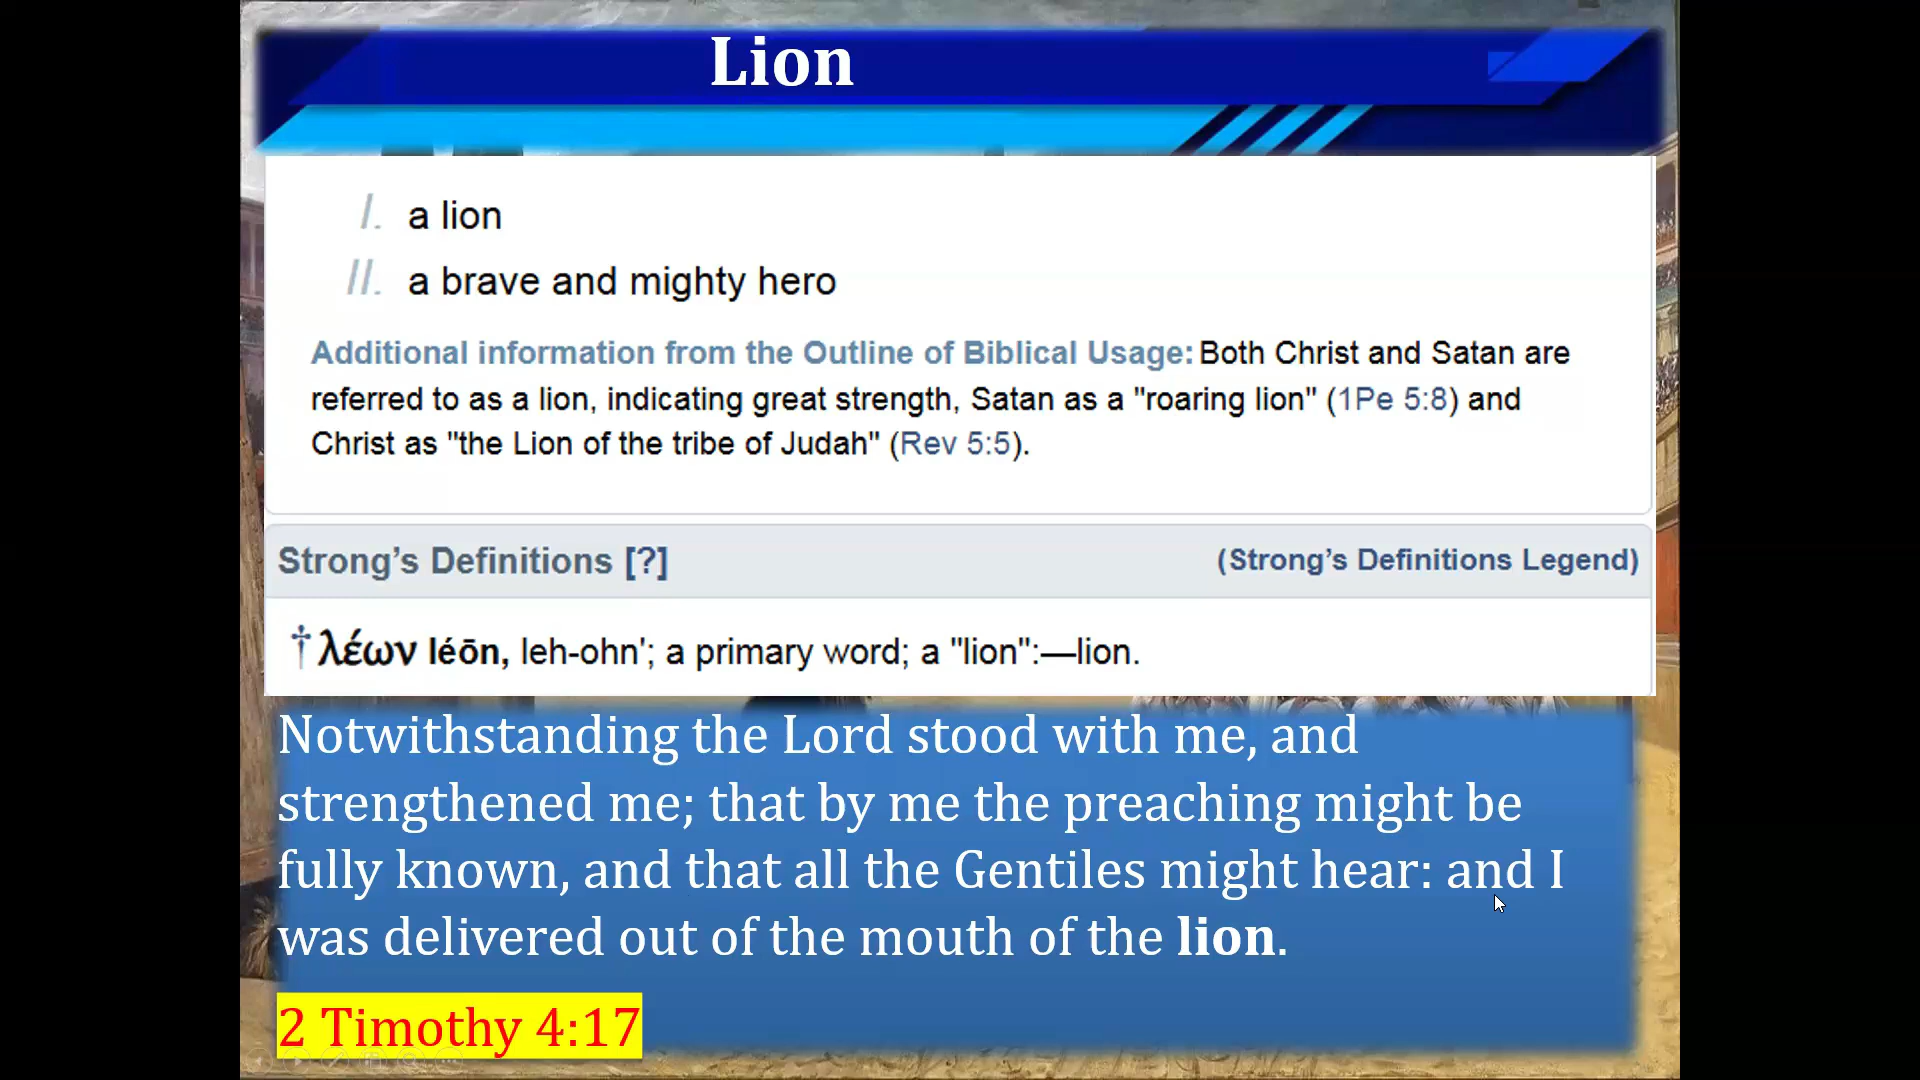 Lion
I. a lion
II. a brave and mighty hero
Additional information from the Outline of Biblical Usage: Both Christ and Satan are
referred to as a lion, indicating great strength, Satan as a "roaring lion" (1Pe 5:8) and
Christ as "the Lion of the tribe of Judah" (Rev 5:5).
Strong’s Definitions [?] (Strong’s Definitions Legend)
†λέων léōn, leh-ohn'; a primary word; a "lion":—lion.
Notwithstanding the Lord stood with me, and
strengthened me; that by me the preaching might be
fully known, and that all the Gentiles might hear: and I
was delivered out of the mouth of the lion.
2 Timothy 4:17